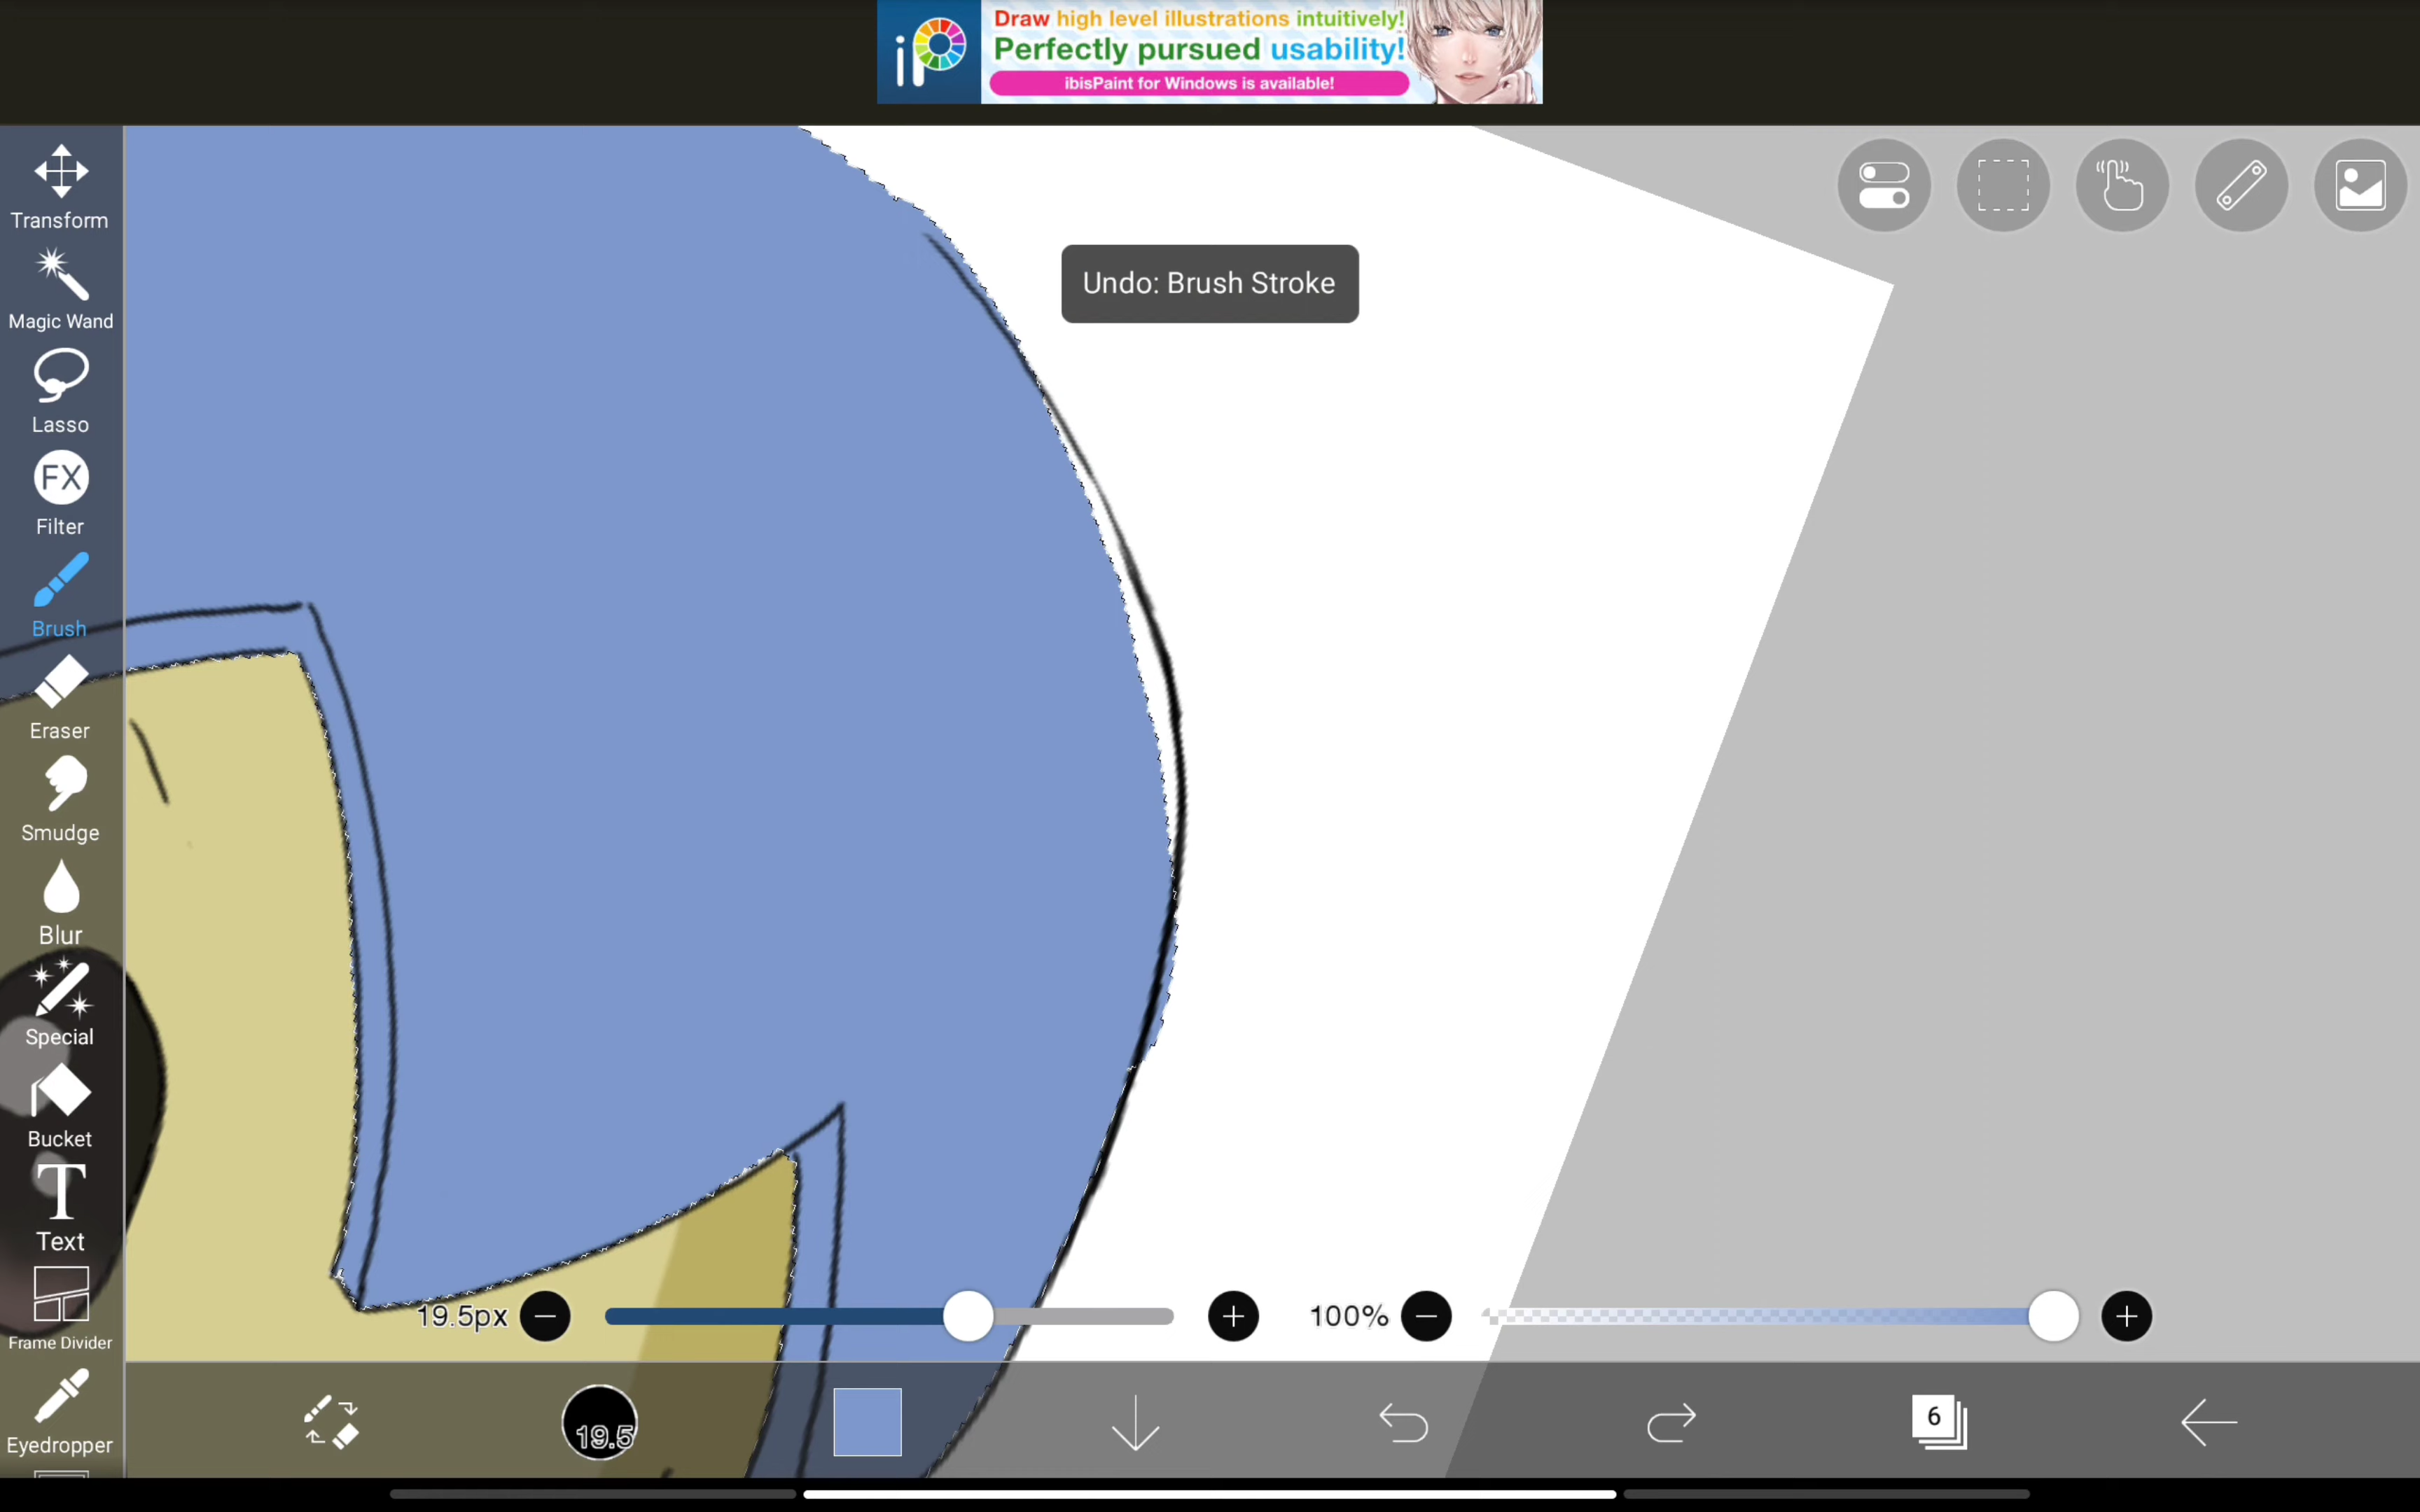 iP
Draw high level illustrations intuitively!
Perfectly pursued usability!
ibisPaint for Windows is available!
Undo: Brush Stroke
Transform
Magic Wand
Lasso
FX
Filter
Brush
Eraser
Smudge
Blur
Special
Bucket
T
Text
Frame Divider
Eyedropper
19.5px
100%
19.5
6